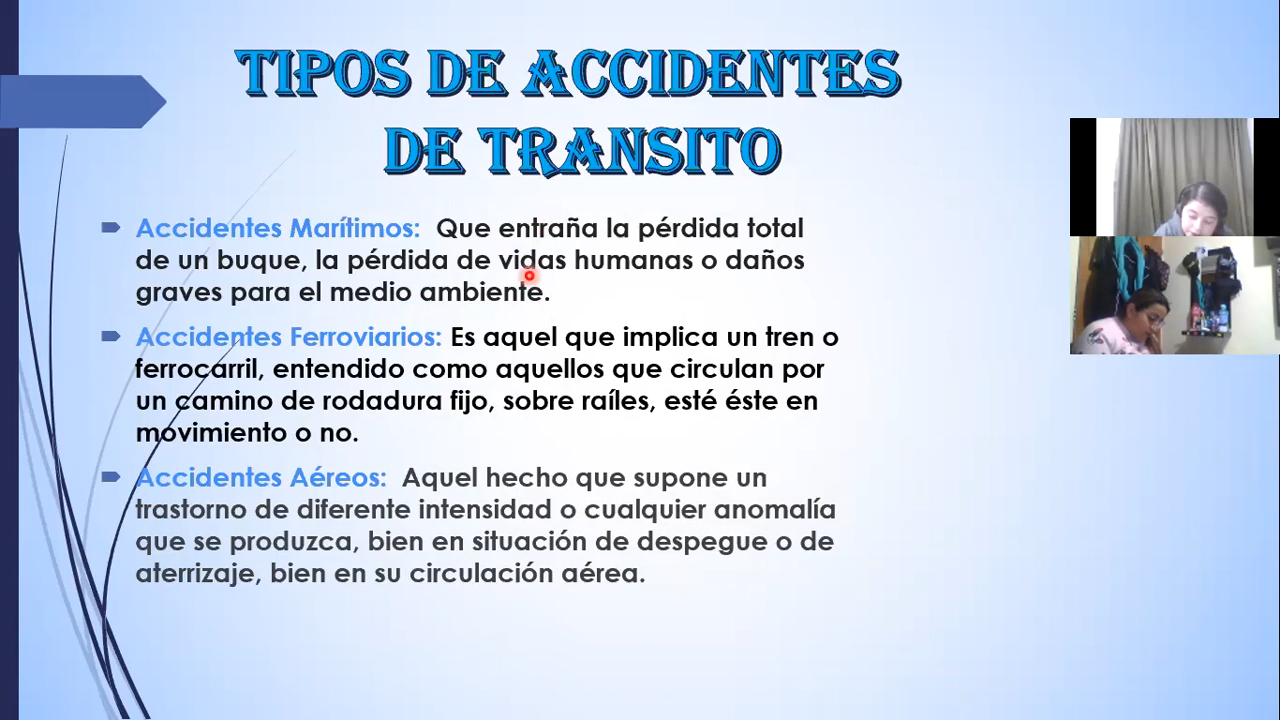 TIPOS DE ACCIDENTES
DE TRANSITO
Accidentes Marítimos: Que entraña la pérdida total
de un buque, la pérdida de vidas humanas o daños
graves para el medio ambiente.
Accidentes Ferroviarios: Es aquel que implica un tren o
ferrocarril, entendido como aquellos que circulan por
un camino de rodadura fijo, sobre raíles, esté éste en
movimiento o no.
Accidentes Aéreos: Aquel hecho que supone un
trastorno de diferente intensidad o cualquier anomalía
que se produzca, bien en situación de despegue o de
aterrizaje, bien en su circulación aérea.